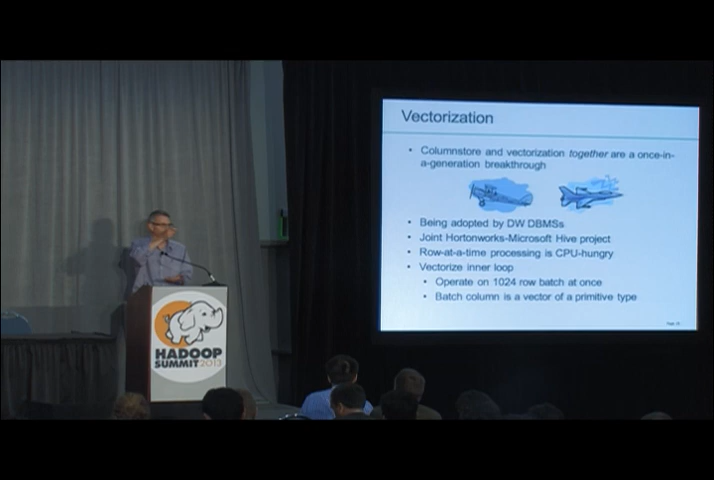 Vectorization
• Columnstore and vectorization together are a once-in-
a-generation breakthrough
• Being adopted by DW DBMSs
• Joint Hortonworks-Microsoft Hive project
• Row-at-a-time processing is CPU-hungry
• Vectorize inner loop
• Operate on 1024 row batch at once
• Batch column is a vector of a primitive type
HADOOP
SUMMIT 2013